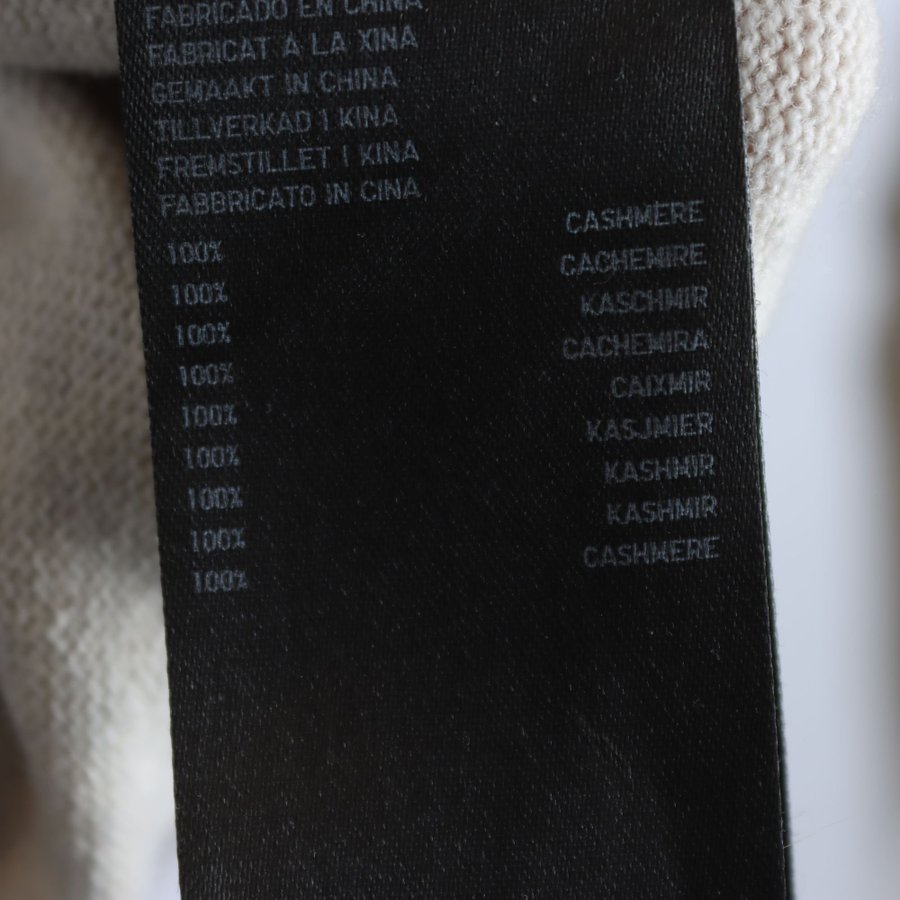 FABRICADO EN CHINA
FABRICAT A LA XINA
GEMAAKT IN CHINA
TILLVERKAD I KINA
FREMSTILLET I KINA
FABBRICATO IN CINA
100% CASHMERE
100% CACHEMIRE
100% KASCHMIR
100% CACHEMIRA
100% CAIXMIR
100% KASJMIER
100% KASHMIR
100% KASHMIR
100% CASHMERE